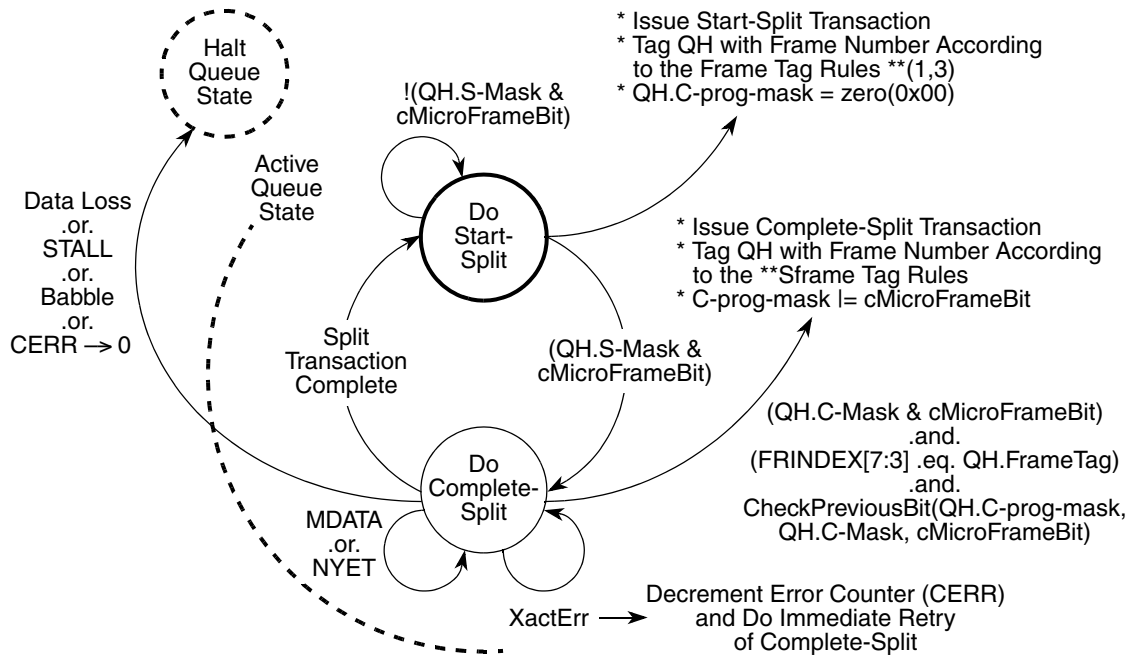 Halt
Queue
State
* Issue Start-Split Transaction
* Tag QH with Frame Number According
to the Frame Tag Rules **(1,3)
* QH.C-prog-mask = zero(0x00)
!(QH.S-Mask &
cMicroFrameBit)
Active
Queue
State
Data Loss
.or.
STALL
.or.
Babble
.or.
CERR → 0
Do
Start-
Split
* Issue Complete-Split Transaction
* Tag QH with Frame Number According
to the **Sframe Tag Rules
* C-prog-mask |= cMicroFrameBit
Split
Transaction
Complete
(QH.S-Mask &
cMicroFrameBit)
(QH.C-Mask & cMicroFrameBit)
.and.
(FRINDEX[7:3] .eq. QH.FrameTag)
.and.
CheckPreviousBit(QH.C-prog-mask,
QH.C-Mask, cMicroFrameBit)
Do
Complete-
Split
MDATA
.or.
NYET
XactErr → Decrement Error Counter (CERR)
and Do Immediate Retry
of Complete-Split